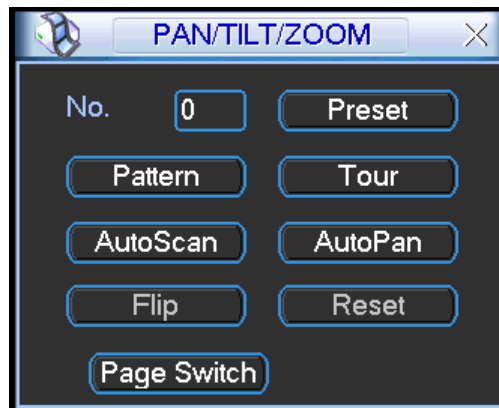 PAN/TILT/ZOOM
No. 0 Preset
Pattern Tour
AutoScan AutoPan
Flip Reset
Page Switch